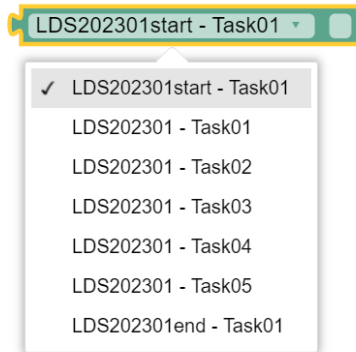 LDS202301start - Task01
LDS202301start - Task01
LDS202301 - Task01
LDS202301 - Task02
LDS202301 - Task03
LDS202301 - Task04
LDS202301 - Task05
LDS202301end - Task01